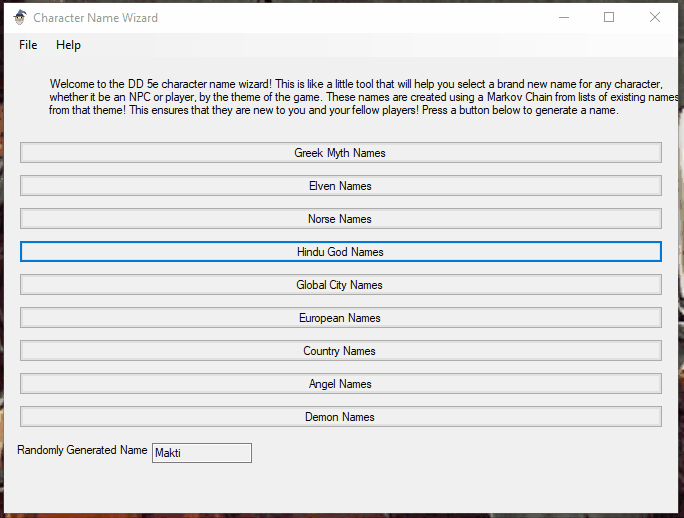 Character Name Wizard
File Help
Welcome to the DD 5e character name wizard! This is like a little tool that will help you select a brand new name for any character,
whether it be an NPC or player, by the theme of the game. These names are created using a Markov Chain from lists of existing names
from that theme! This ensures that they are new to you and your fellow players! Press a button below to generate a name.
Greek Myth Names
Elven Names
Norse Names
Hindu God Names
Global City Names
European Names
Country Names
Angel Names
Demon Names
Randomly Generated Name Makti